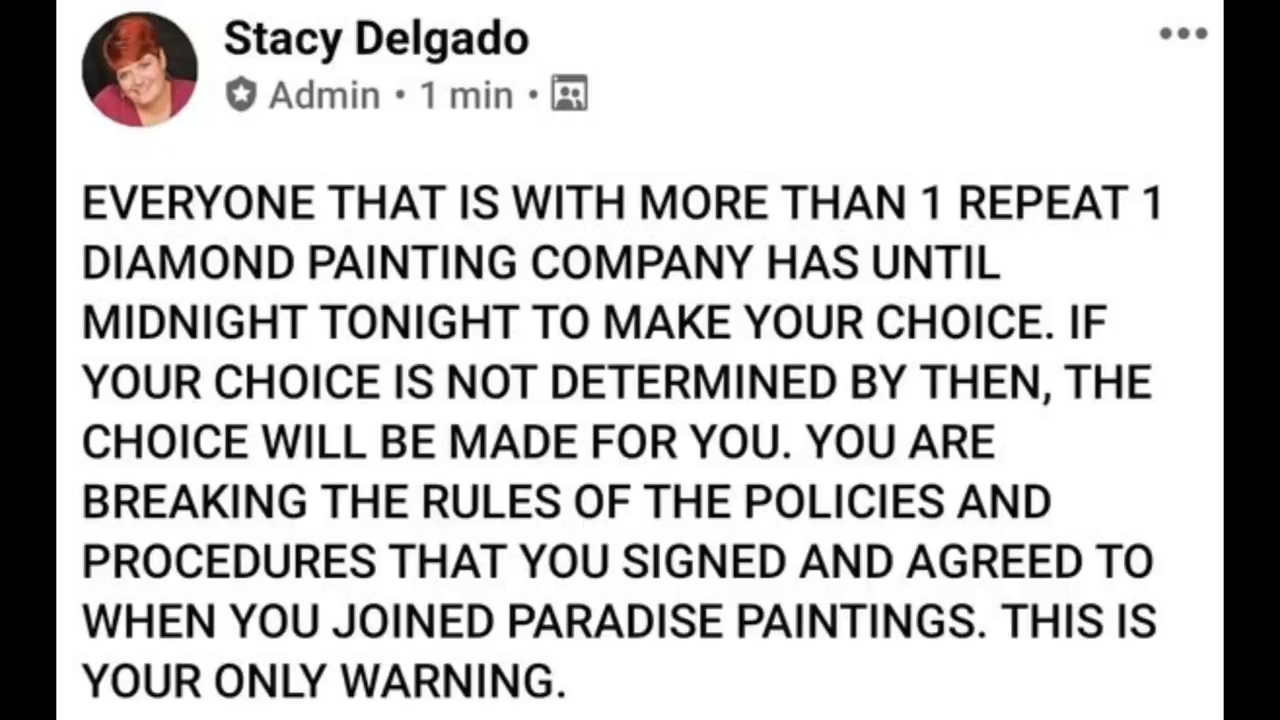 Stacy Delgado
Admin • 1 min •
EVERYONE THAT IS WITH MORE THAN 1 REPEAT 1
DIAMOND PAINTING COMPANY HAS UNTIL
MIDNIGHT TONIGHT TO MAKE YOUR CHOICE. IF
YOUR CHOICE IS NOT DETERMINED BY THEN, THE
CHOICE WILL BE MADE FOR YOU. YOU ARE
BREAKING THE RULES OF THE POLICIES AND
PROCEDURES THAT YOU SIGNED AND AGREED TO
WHEN YOU JOINED PARADISE PAINTINGS. THIS IS
YOUR ONLY WARNING.